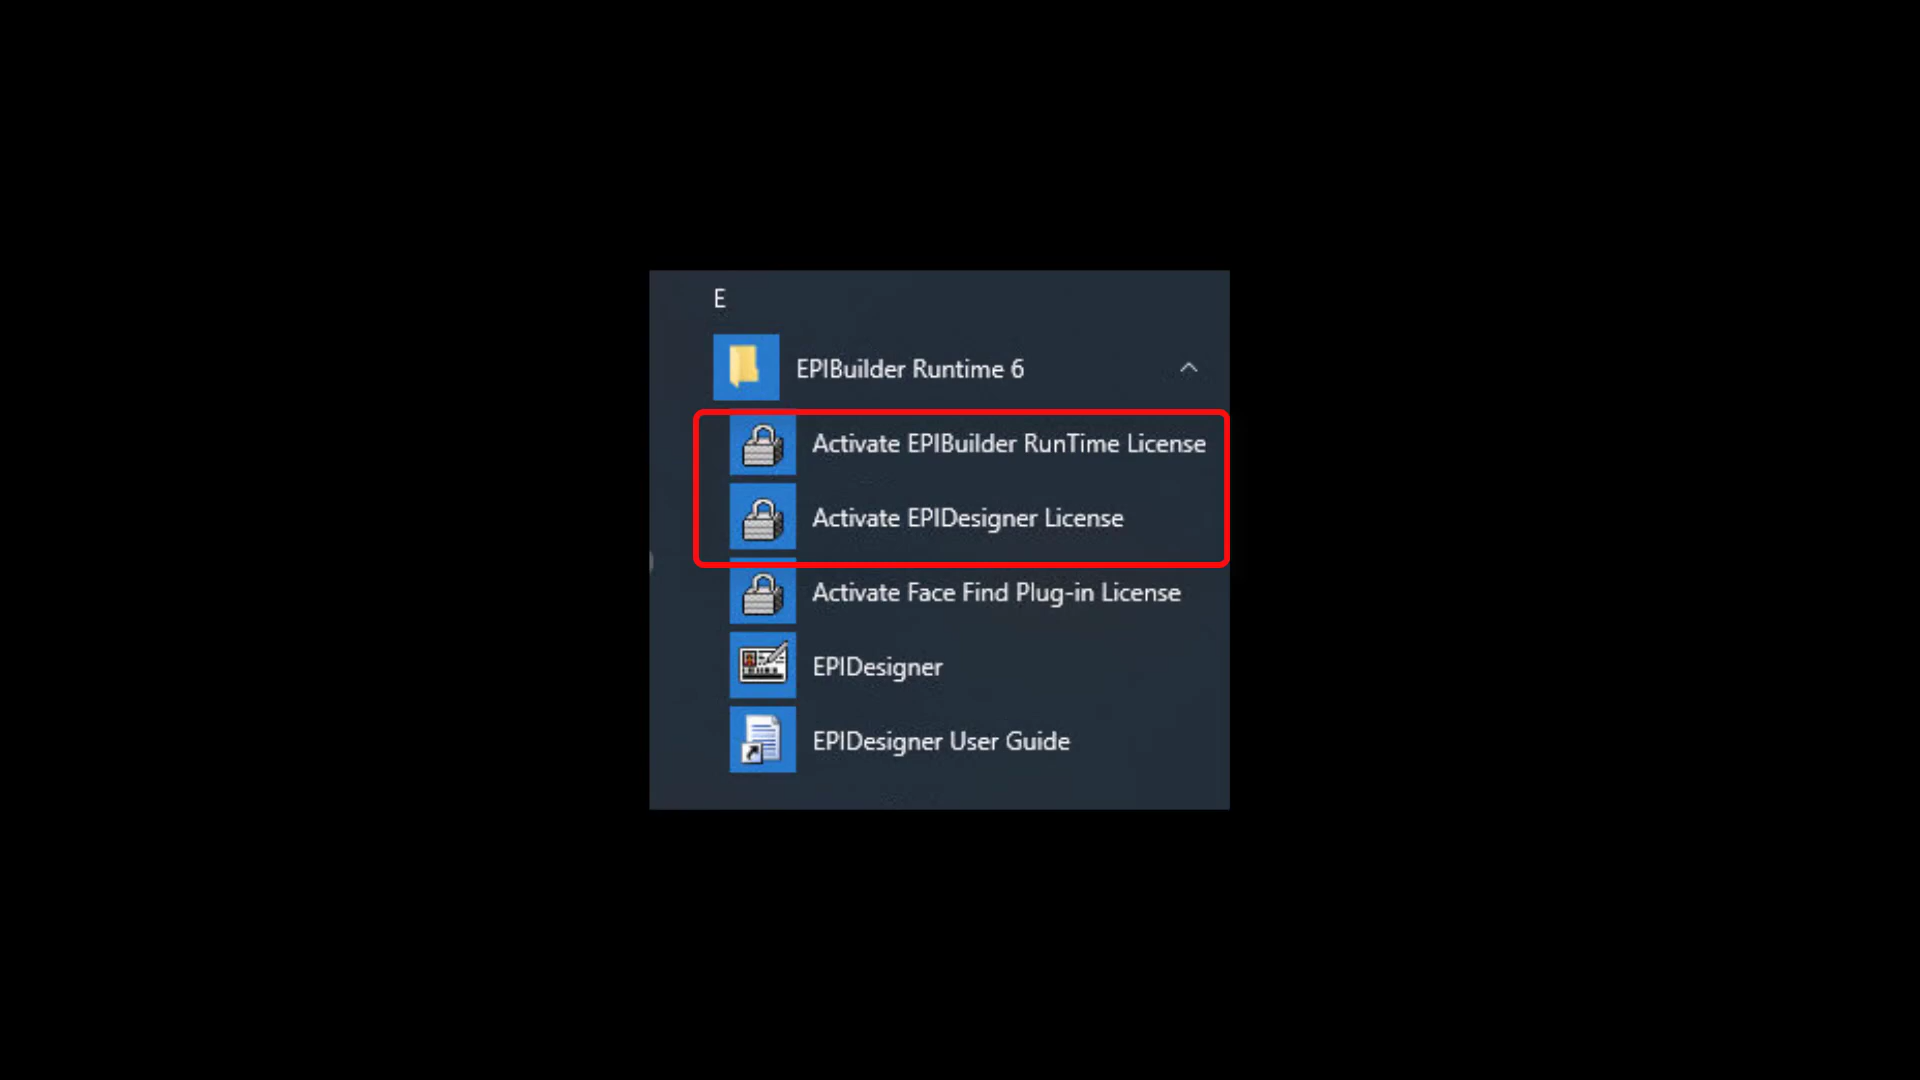 E
EPIBuilder Runtime 6
Activate EPIBuilder RunTime License
Activate EPIDesigner License
Activate Face Find Plug-in License
EPIDesigner
EPIDesigner User Guide